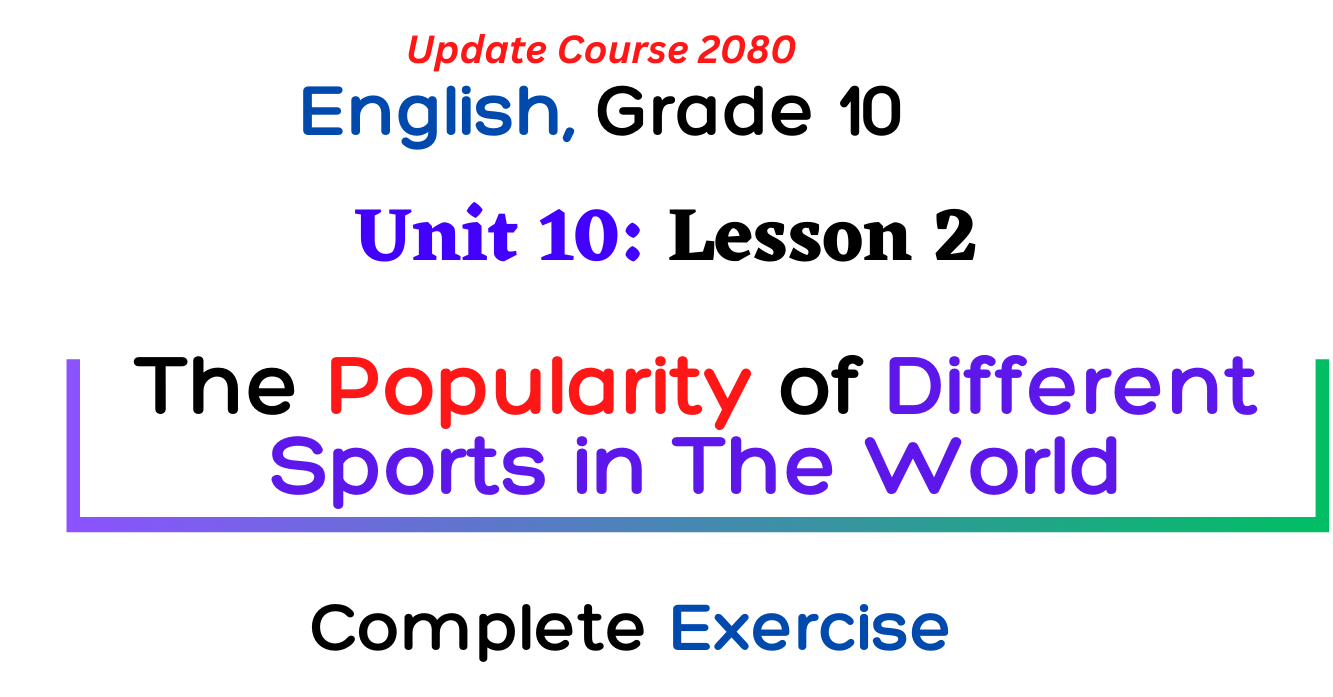 Update Course 2080
English, Grade 10
Unit 10: Lesson 2
The Popularity of Different
Sports in The World
Complete Exercise